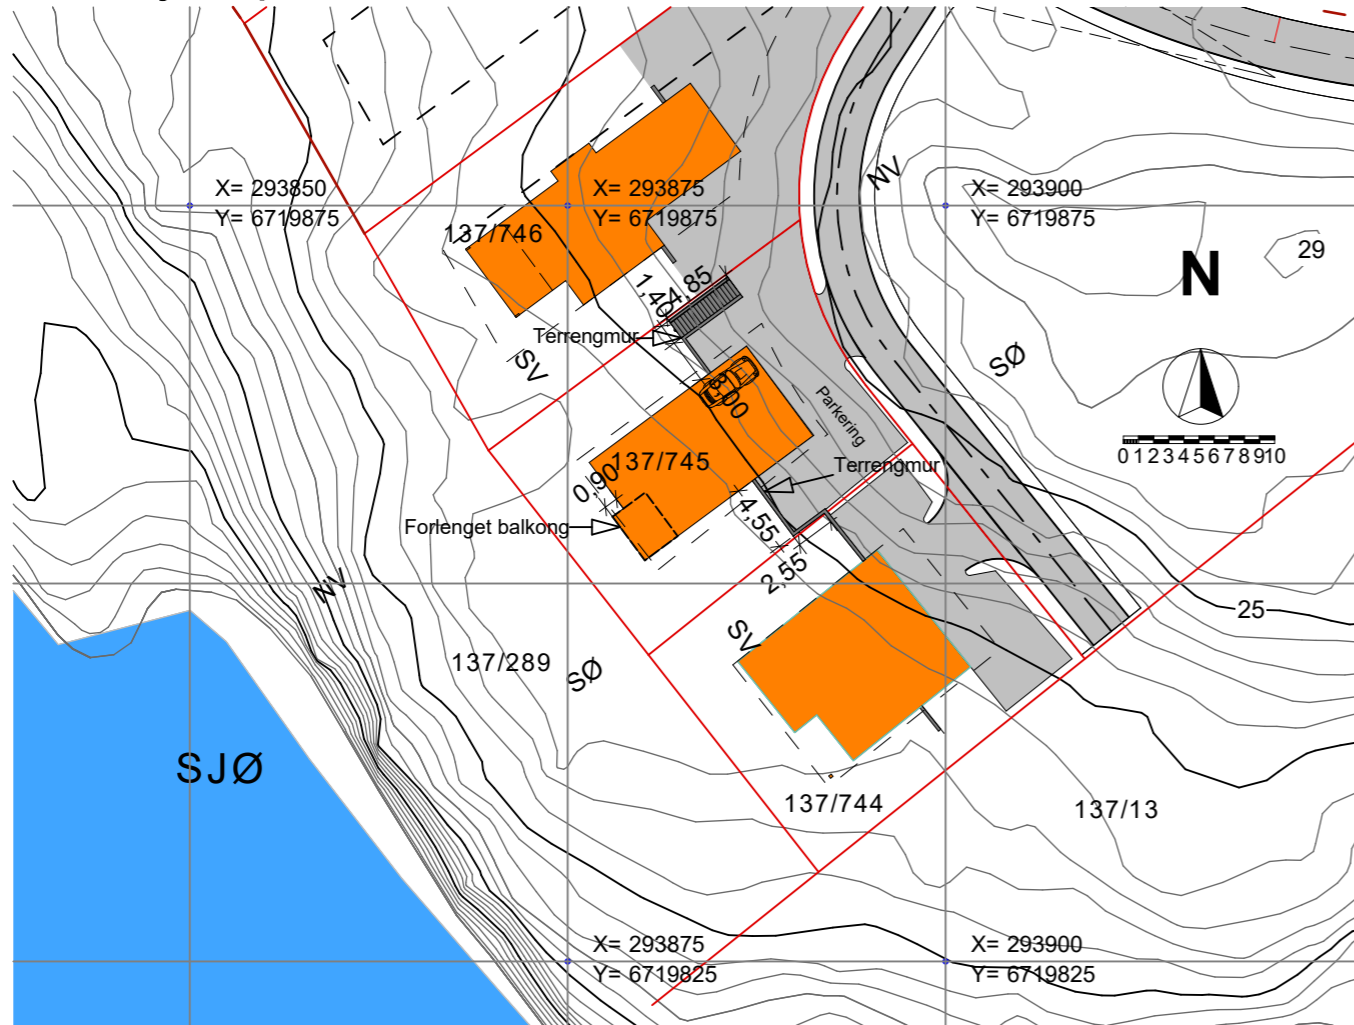 X= 293850
Y= 6719875
X= 293875
Y= 6719875
X= 293900
Y= 6719875
NV
137/746
29
N
1,40
4,85
Terrengmur
SV
SØ
8,00
Parkering
0 1 2 3 4 5 6 7 8 9 10
137/745
Terrengmur
0,90
Forlenget balkong
4,55
2,55
NV
25
SV
137/289
SØ
SJØ
137/744
137/13
X= 293875
Y= 6719825
X= 293900
Y= 6719825